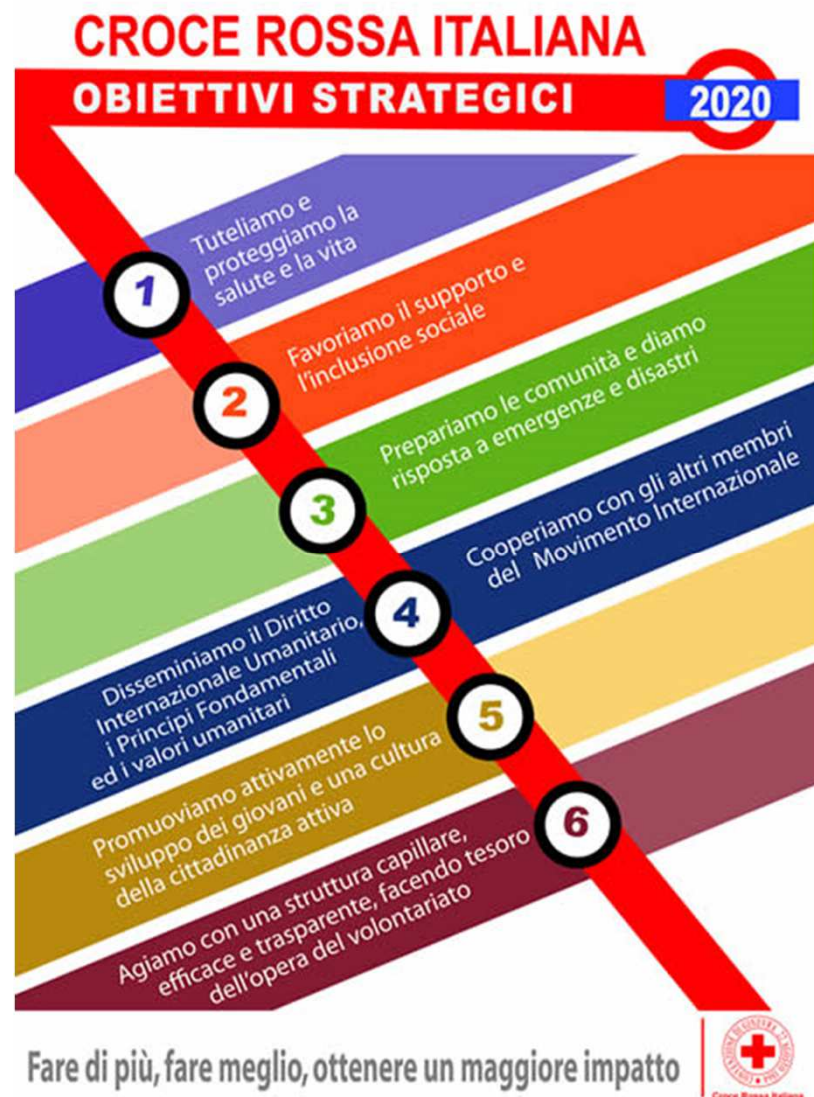 CROCE ROSSA ITALIANA
OBIETTIVI STRATEGICI
2020
1
Tuteliamo e
proteggiamo la
salute e la vita
2
Favoriamo il supporto e
l'inclusione sociale
3
Prepariamo le comunità e diamo
risposta a emergenze e disastri
4
Disseminiamo il Diritto
Internazionale Umanitario,
i Principi Fondamentali
ed i valori umanitari
Cooperiamo con gli altri membri
del Movimento Internazionale
5
Promuoviamo attivamente lo
sviluppo dei giovani e una cultura
della cittadinanza attiva
6
Agiamo con una struttura capillare,
efficace e trasparente, facendo tesoro
dell'opera del volontariato
Fare di più, fare meglio, ottenere un maggiore impatto
Croce Rossa Italiana